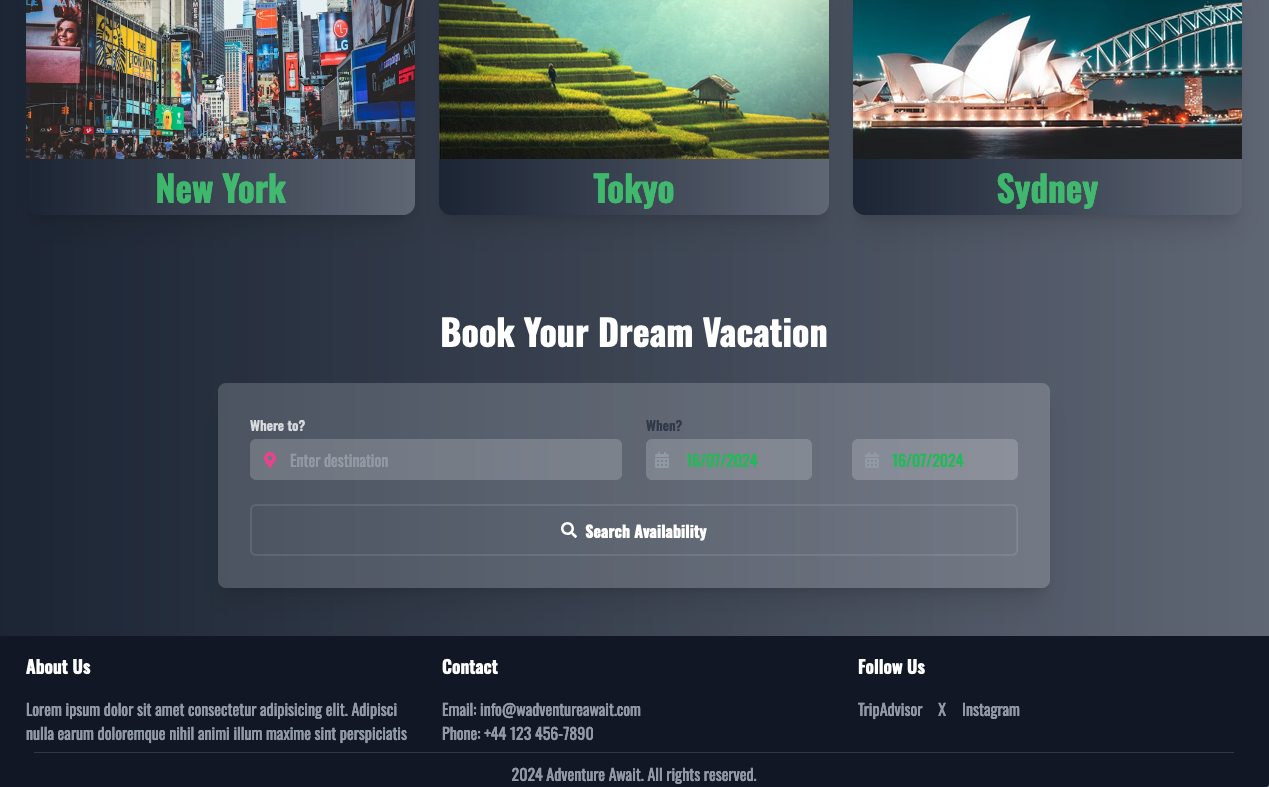 LG
ESPN
New York
Tokyo
Sydney
Book Your Dream Vacation
Where to?
When?
Enter destination
16/07/2024
16/07/2024
Search Availability
About Us
Contact
Follow Us
Lorem ipsum dolor sit amet consectetur adipisicing elit. Adipisci
nulla earum doloremque nihil animi illum maxime sint perspiciatis
Email: info@wadventureawait.com
Phone: +44 123 456-7890
TripAdvisor X Instagram
2024 Adventure Await. All rights reserved.